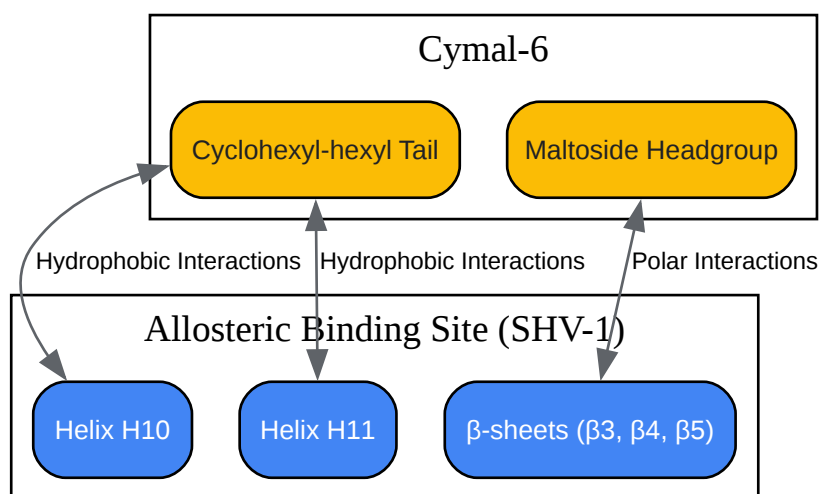 Cymal-6
Cyclohexyl-hexyl Tail
Maltoside Headgroup
Hydrophobic Interactions
Hydrophobic Interactions
Polar Interactions
Allosteric Binding Site (SHV-1)
Helix H10
Helix H11
β-sheets (β3, β4, β5)